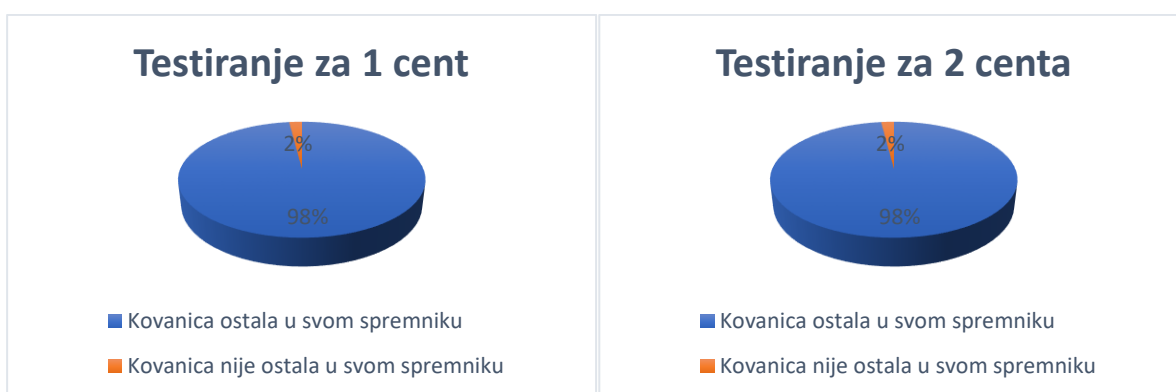 Testiranje za 1 cent
2%
98%
Kovanica ostala u svom spremniku
Kovanica nije ostala u svom spremniku
Testiranje za 2 centa
2%
98%
Kovanica ostala u svom spremniku
Kovanica nije ostala u svom spremniku